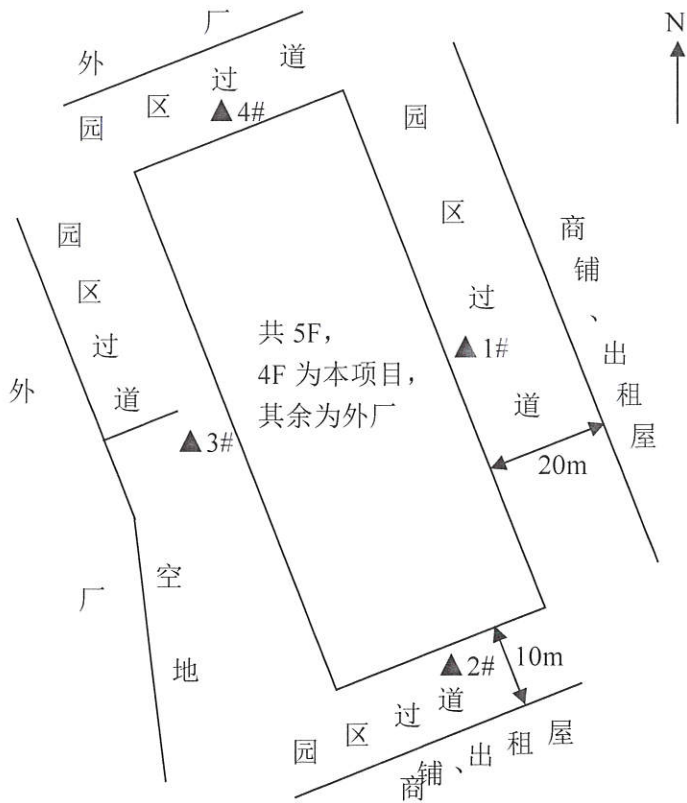 外厂
N
园区过道
▲4#
园区过道
商铺、出租屋
园区过道
共 5F，
4F 为本项目，
其余为外厂
▲1#
外厂
▲3#
20m
空地
▲2#
10m
园区过道
商铺、出租屋